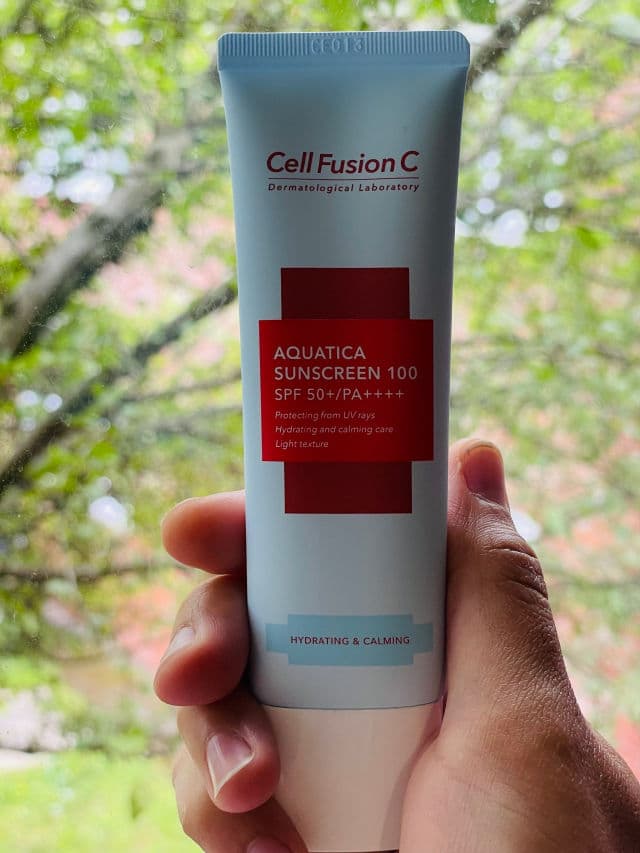 CF013
Cell Fusion C
Dermatological Laboratory
AQUATICA
SUNSCREEN 100
SPF 50+/PA++++
Protecting from UV rays
Hydrating and calming care
Light texture
HYDRATING & CALMING